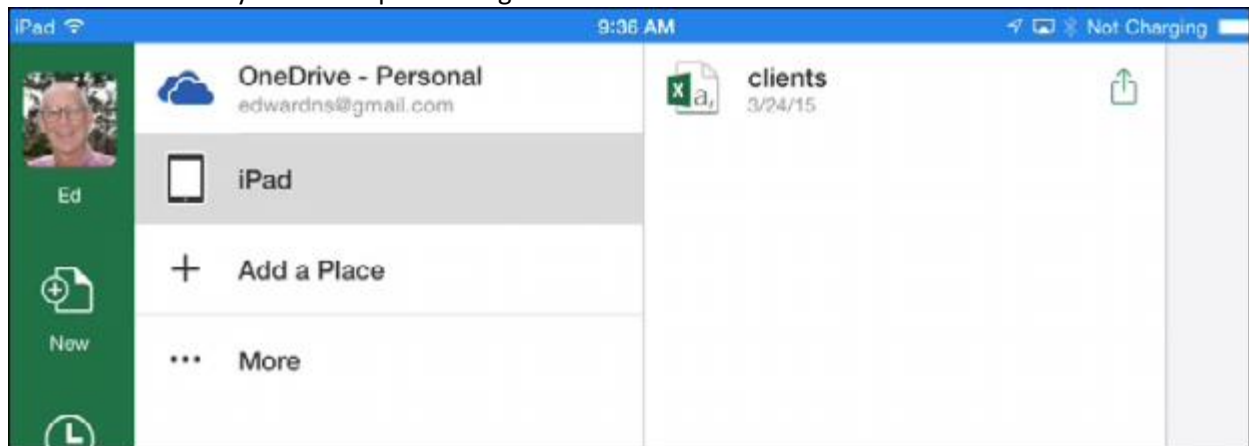 iPad
9:36 AM
Not Charging
Ed
New
OneDrive - Personal
edwardns@gmail.com
iPad
Add a Place
More
clients
3/24/15
X a,